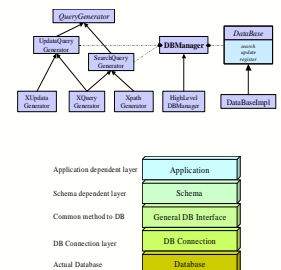 QueryGenerator
UpdataQuery
Generator
SearchQuery
Generator
DBManager
DataBase
search
update
register
XUpdata
Generator
XQuery
Generator
Xpath
Generator
HighLevel
DBManager
DataBaseImpl
Application dependent layer
Application
Schema dependent layer
Schema
Common method to DB
General DB Interface
DB Connection layer
DB Connection
Actual Database
Database